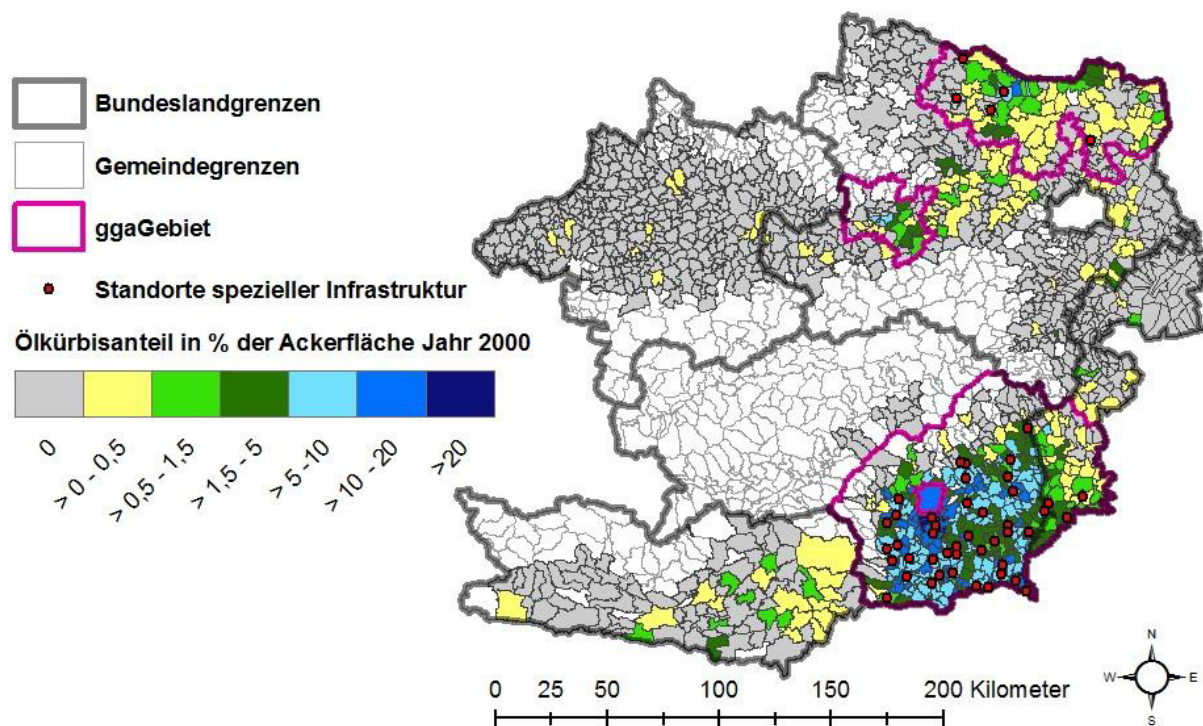 Bundeslandgrenzen
Gemeindegrenzen
ggaGebiet
Standorte spezieller Infrastruktur
Ölkürbisanteil in % der Ackerfläche Jahr 2000
0
> 0 - 0,5
> 0,5 - 1,5
> 1,5 - 5
> 5 -10
> 10 - 20
>20
N
W
E
S
0 25 50 100 150 200 Kilometer